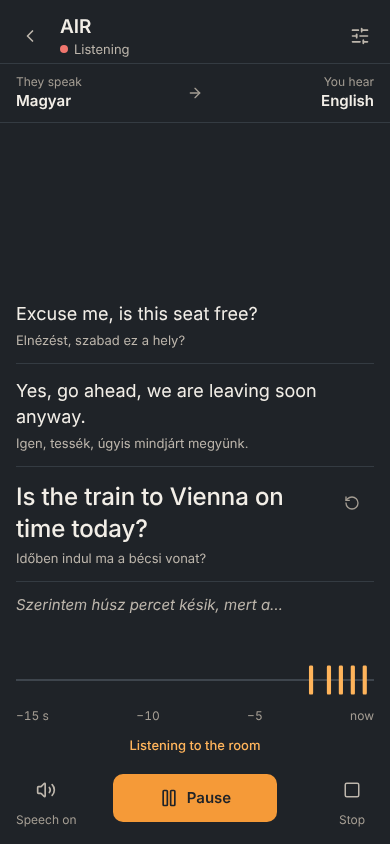 AIR
Listening
They speak
You hear
Magyar
English
Excuse me, is this seat free?
Elnézést, szabad ez a hely?
Yes, go ahead, we are leaving soon
anyway.
Igen, tessék, úgyis mindjárt megyünk.
Is the train to Vienna on
time today?
Időben indul ma a bécsi vonat?
Szerintem húsz percet késik, mert a...
−15 s
−10
−5
now
Listening to the room
Pause
Speech on
Stop